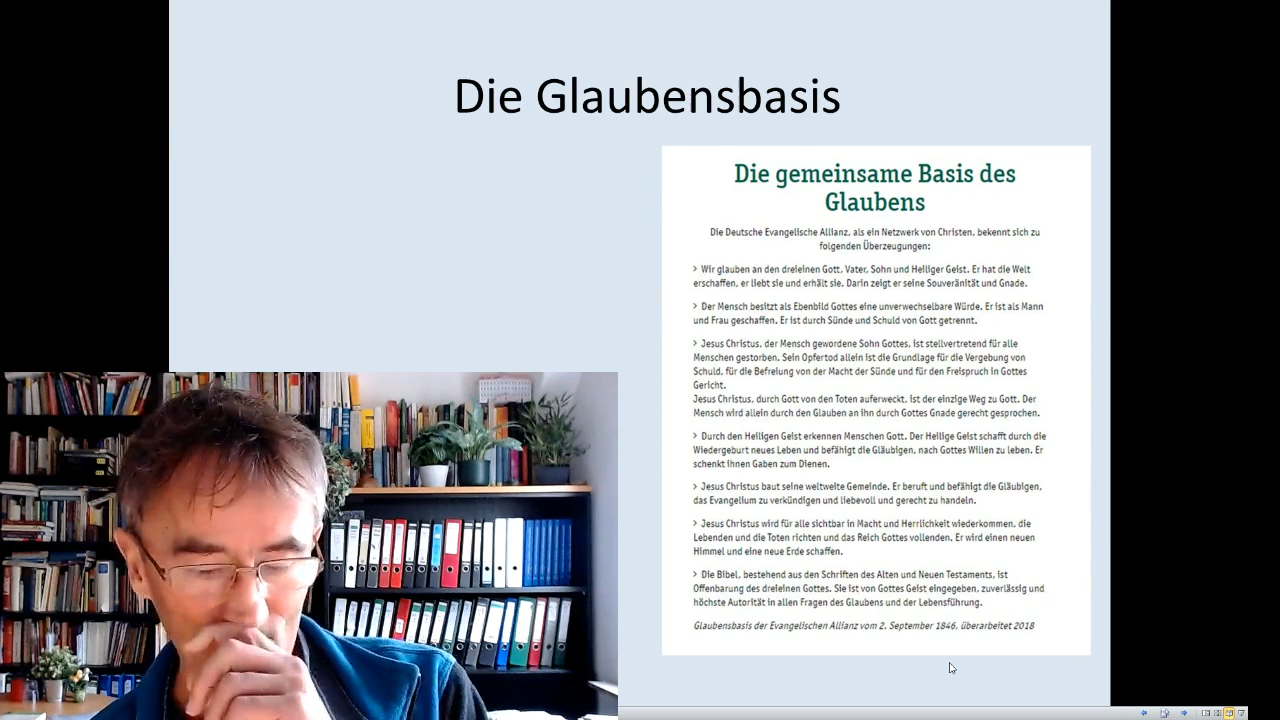 Die Glaubensbasis
Die gemeinsame Basis des
Glaubens
Die Deutsche Evangelische Allianz, als ein Netzwerk von Christen, bekennt sich zu
folgenden Überzeugungen:
> Wir glauben an den dreieinen Gott, Vater, Sohn und Heiliger Geist. Er hat die Welt
erschaffen, er liebt sie und erhält sie. Darin zeigt er seine Souveränität und Gnade.
> Der Mensch besitzt als Ebenbild Gottes eine unverwechselbare Würde. Er ist als Mann
und Frau geschaffen. Er ist durch Sünde und Schuld von Gott getrennt.
> Jesus Christus, der Mensch gewordene Sohn Gottes, ist stellvertretend für alle
Menschen gestorben. Sein Opfertod allein ist die Grundlage für die Vergebung von
Schuld, für die Befreiung von der Macht der Sünde und für den Freispruch in Gottes
Gericht.
Jesus Christus, durch Gott von den Toten auferweckt, ist der einzige Weg zu Gott. Der
Mensch wird allein durch den Glauben an ihn durch Gottes Gnade gerecht gesprochen.
> Durch den Heiligen Geist erkennen Menschen Gott. Der Heilige Geist schafft durch die
Wiedergeburt neues Leben und befähigt die Gläubigen, nach Gottes Willen zu leben. Er
schenkt ihnen Gaben zum Dienen.
> Jesus Christus baut seine weltweite Gemeinde. Er beruft und befähigt die Gläubigen,
das Evangelium zu verkündigen und liebevoll und gerecht zu handeln.
> Jesus Christus wird für alle sichtbar in Macht und Herrlichkeit wiederkommen, die
Lebenden und die Toten richten und das Reich Gottes vollenden. Er wird einen neuen
Himmel und eine neue Erde schaffen.
> Die Bibel, bestehend aus den Schriften des Alten und Neuen Testaments, ist
Offenbarung des dreieinen Gottes. Sie ist von Gottes Geist eingegeben, zuverlässig und
höchste Autorität in allen Fragen des Glaubens und der Lebensführung.
Glaubensbasis der Evangelischen Allianz vom 2. September 1846, überarbeitet 2018